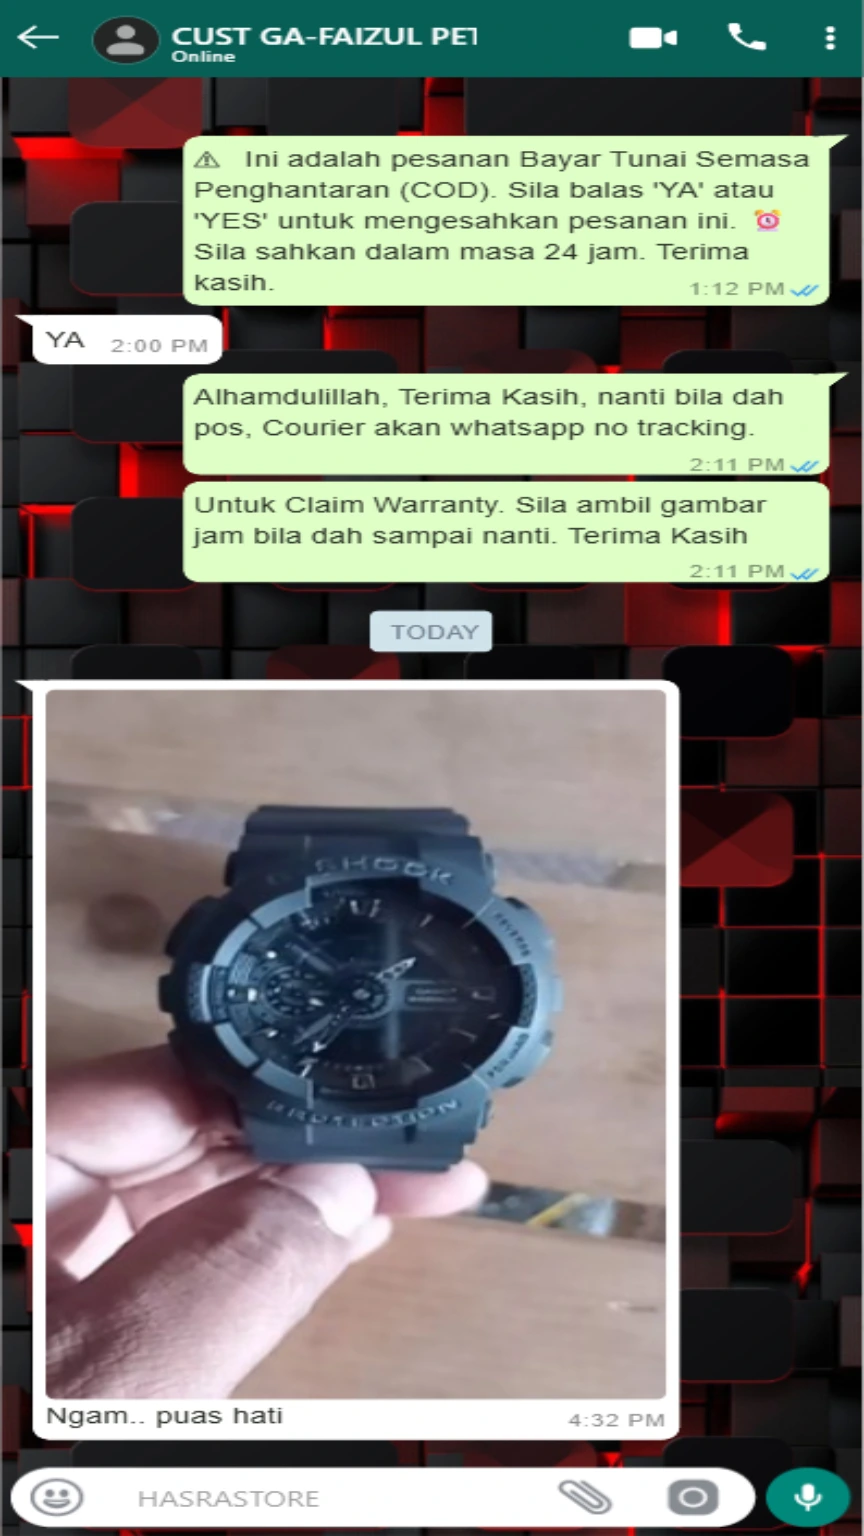 CUST GA-FAIZUL PET
Online
⚠ Ini adalah pesanan Bayar Tunai Semasa
Penghantaran (COD). Sila balas 'YA' atau
'YES' untuk mengesahkan pesanan ini. ⏰
Sila sahkan dalam masa 24 jam. Terima
kasih.
1:12 PM
YA 2:00 PM
Alhamdulillah, Terima Kasih, nanti bila dah
pos, Courier akan whatsapp no tracking.
2:11 PM
Untuk Claim Warranty. Sila ambil gambar
jam bila dah sampai nanti. Terima Kasih
2:11 PM
TODAY
SHOCK
REVERSE
FORWARD
PROTECTION
Ngam.. puas hati
4:32 PM
HASRASTORE